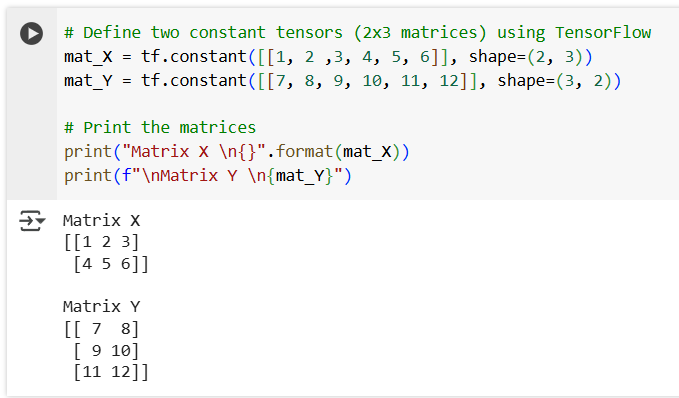 # Define two constant tensors (2x3 matrices) using TensorFlow
mat_X = tf.constant([[1, 2 ,3, 4, 5, 6]], shape=(2, 3))
mat_Y = tf.constant([[7, 8, 9, 10, 11, 12]], shape=(3, 2))
# Print the matrices
print("Matrix X \n{}".format(mat_X))
print(f"\nMatrix Y \n{mat_Y}")
Matrix X
[[1 2 3]
 [4 5 6]]
Matrix Y
[[ 7  8]
 [ 9 10]
 [11 12]]